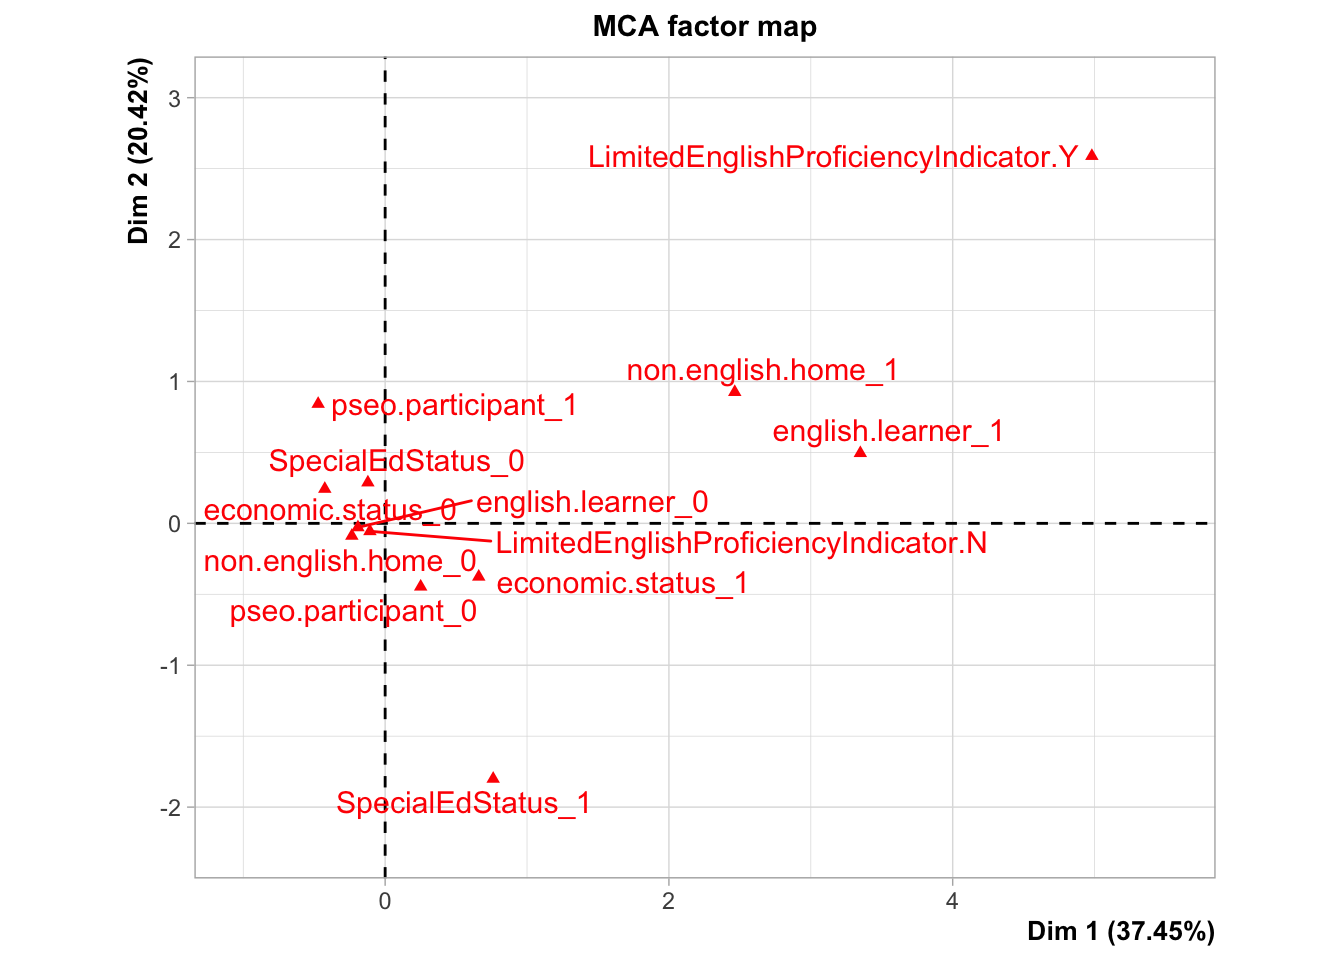 MCA factor map
Dim 2 (20.42%)
3
2
1
0
-1
-2
LimitedEnglishProficiencyIndicator.Y
non.english.home_1
pseo.participant_1
english.learner_1
SpecialEdStatus_0
economic.status_0
english.learner_0
LimitedEnglishProficiencyIndicator.N
non.english.home_0
economic.status_1
pseo.participant_0
SpecialEdStatus_1
0
2
4
Dim 1 (37.45%)